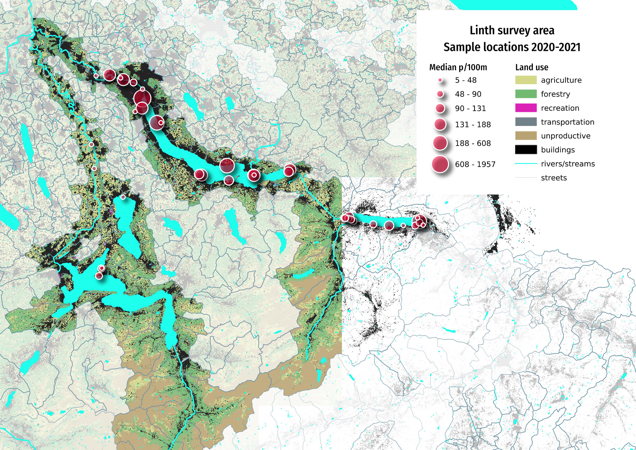 Linth survey area
Sample locations 2020-2021
Median p/100m
5 - 48
48 - 90
90 - 131
131 - 188
188 - 608
608 - 1957
Land use
agriculture
forestry
recreation
transportation
unproductive
buildings
rivers/streams
streets